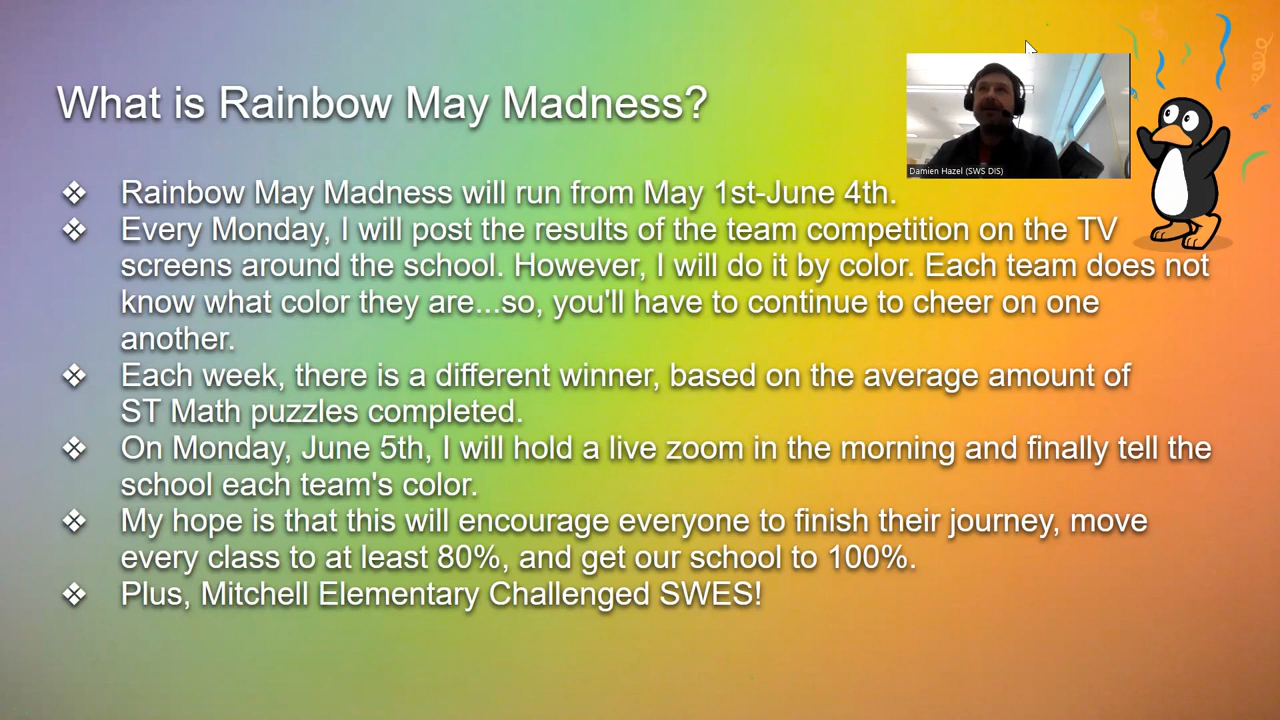 What is Rainbow May Madness?
Damien Hazel (SWS DIS)
❖ Rainbow May Madness will run from May 1st-June 4th.
❖ Every Monday, I will post the results of the team competition on the TV
screens around the school. However, I will do it by color. Each team does not
know what color they are...so, you'll have to continue to cheer on one
another.
❖ Each week, there is a different winner, based on the average amount of
ST Math puzzles completed.
❖ On Monday, June 5th, I will hold a live zoom in the morning and finally tell the
school each team's color.
❖ My hope is that this will encourage everyone to finish their journey, move
every class to at least 80%, and get our school to 100%.
❖ Plus, Mitchell Elementary Challenged SWES!